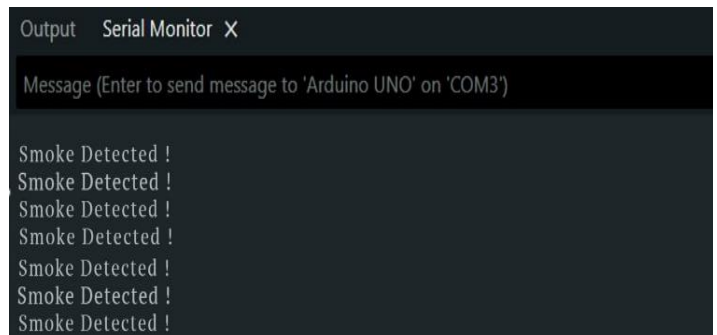 Output Serial Monitor X
Message (Enter to send message to 'Arduino UNO' on 'COM3')
Smoke Detected !
Smoke Detected !
Smoke Detected !
Smoke Detected !
Smoke Detected !
Smoke Detected !
Smoke Detected !